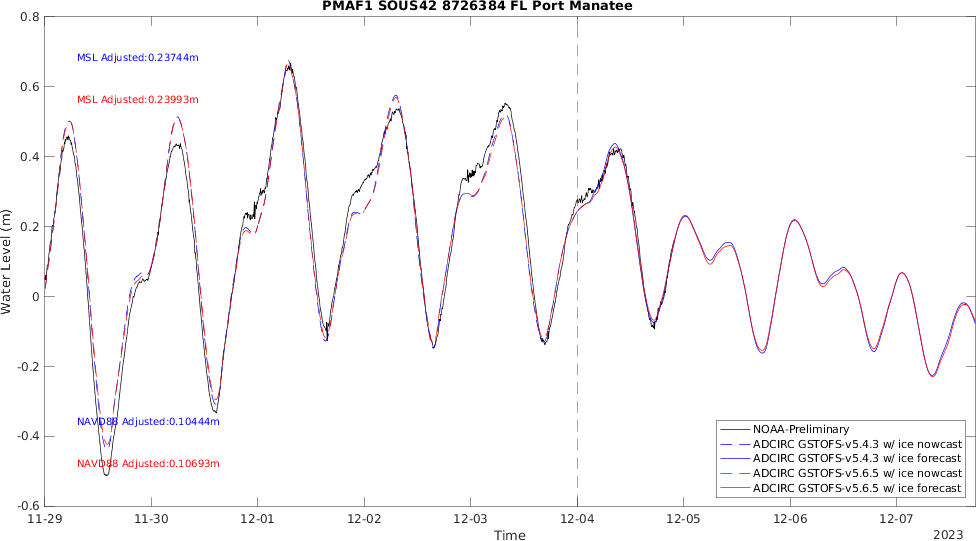 PMAF1 SOUS42 8726384 FL Port Manatee
0.8
0.6
0.4
0.2
0
-0.2
-0.4
-0.6
Water Level (m)
MSL Adjusted:0.23744m
MSL Adjusted:0.23993m
NAVD88 Adjusted:0.10444m
NAVD88 Adjusted:0.10693m
NOAA-Preliminary
ADCIRC GSTOFS-v5.4.3 w/ ice nowcast
ADCIRC GSTOFS-v5.4.3 w/ ice forecast
ADCIRC GSTOFS-v5.6.5 w/ ice nowcast
ADCIRC GSTOFS-v5.6.5 w/ ice forecast
11-29 11-30 12-01 12-02 12-03 12-04 12-05 12-06 12-07
Time
2023